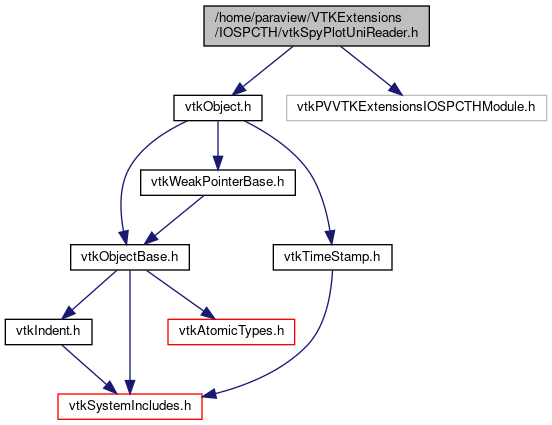 /home/paraview/VTKExtensions
/IOSPCTH/vtkSpyPlotUniReader.h
vtkObject.h
vtkPVVTKExtensionsIOSPCTHModule.h
vtkWeakPointerBase.h
vtkObjectBase.h
vtkTimeStamp.h
vtkIndent.h
vtkAtomicTypes.h
vtkSystemIncludes.h